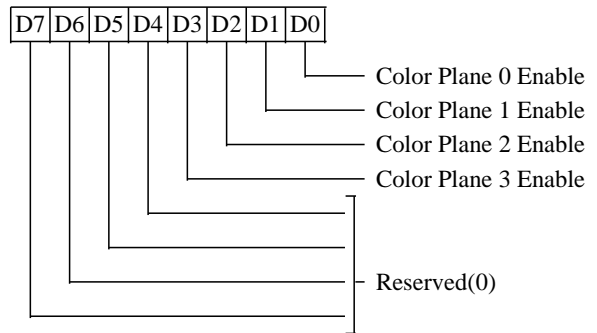 D7 D6 D5 D4 D3 D2 D1 D0
Color Plane 0 Enable
Color Plane 1 Enable
Color Plane 2 Enable
Color Plane 3 Enable
Reserved(0)